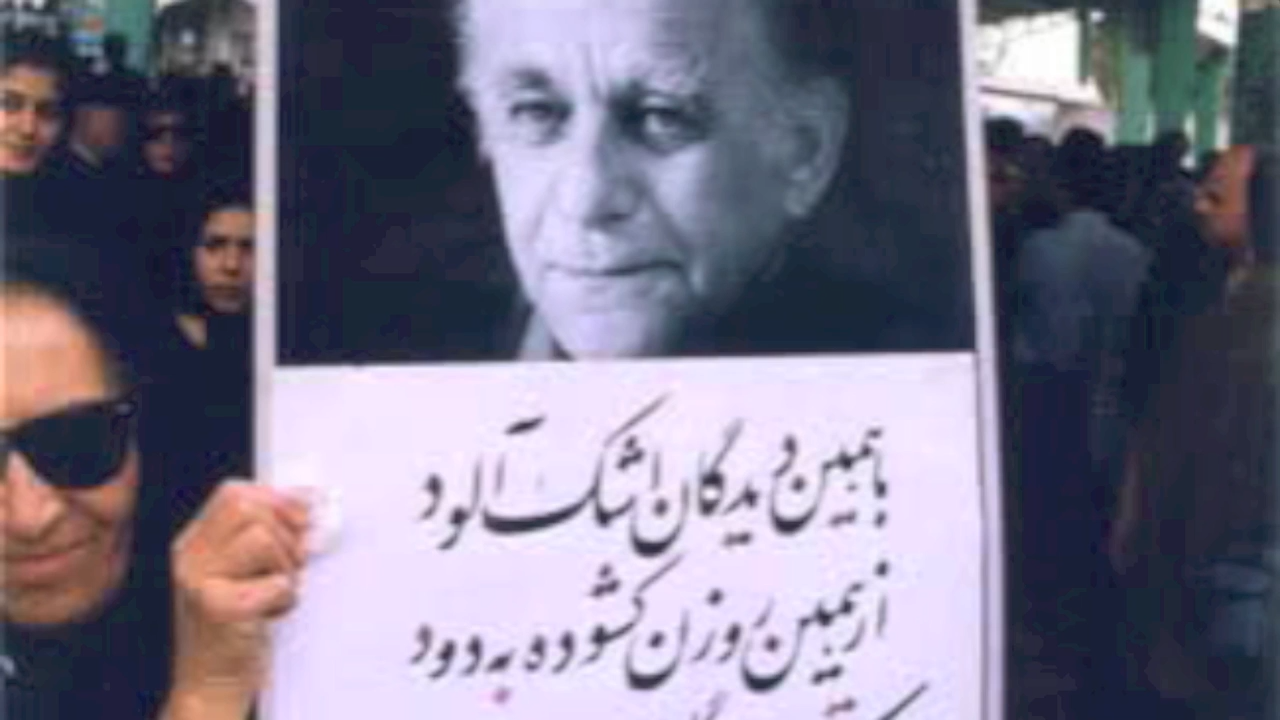 با همین دیدگان اشک آلود
از همین روزن گشوده به دود